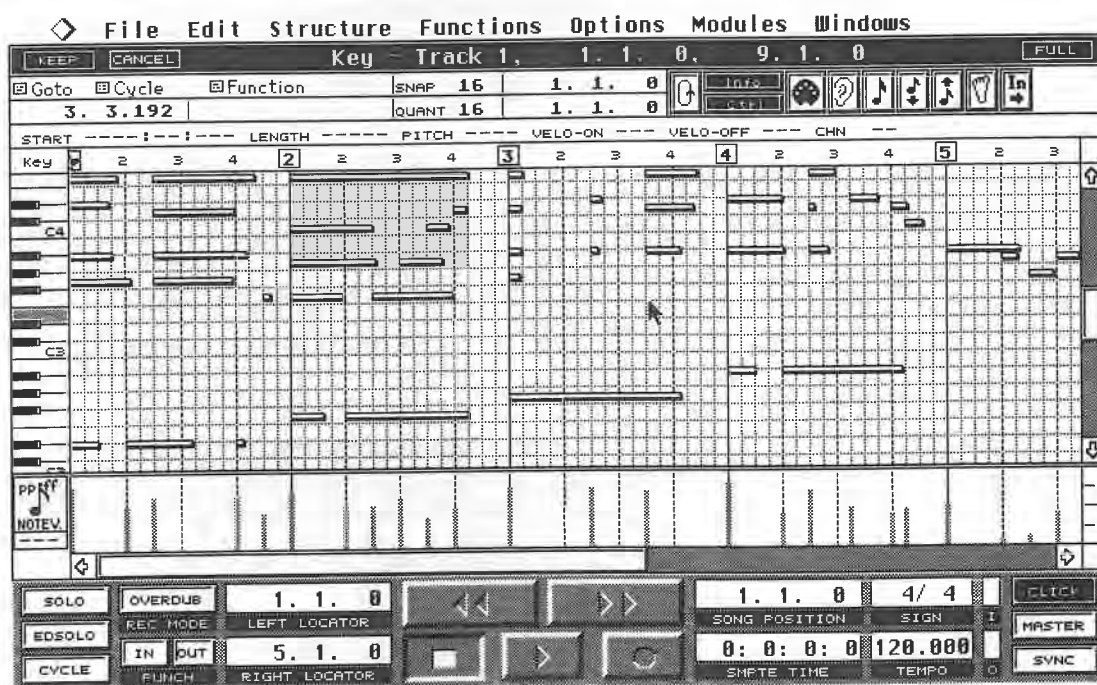 File Edit Structure Functions Options Modules Windows
KEEP CANCEL Key - Track 1, 1. 1. 0, 9. 1. 0 FULL
Goto Cycle Function SNAP 16 1. 1. 0 Info
3. 3.192 QUANT 16 1. 1. 0 Ctrl In
START -----:--:--- LENGTH ----- PITCH ---- VELO-ON --- VELO-OFF --- CHN --
Key 2 3 4 2 2 3 4 3 2 3 4 4 2 3 4 5 2 3
C4
C3
PP ff
NOTEV.
---
SOLO OVERDUB 1. 1. 0 1. 1. 0 4/ 4 I CLICK
REC MODE LEFT LOCATOR SONG POSITION SIGN MASTER
EDSOLO IN OUT 5. 1. 0 0: 0: 0: 0 120.000
CYCLE PUNCH RIGHT LOCATOR SMPTE TIME TEMPO O SYNC